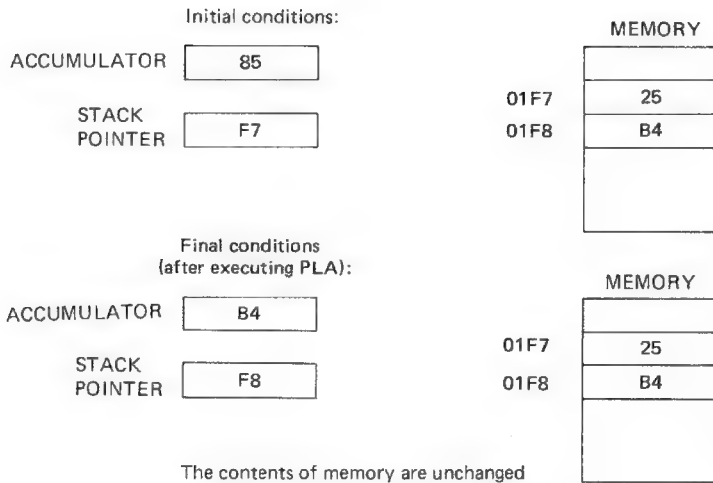 Initial conditions:
MEMORY
ACCUMULATOR 85
01F7 25
STACK
POINTER F7
01F8 B4
Final conditions
(after executing PLA):
MEMORY
ACCUMULATOR B4
01F7 25
STACK
POINTER F8
01F8 B4
The contents of memory are unchanged